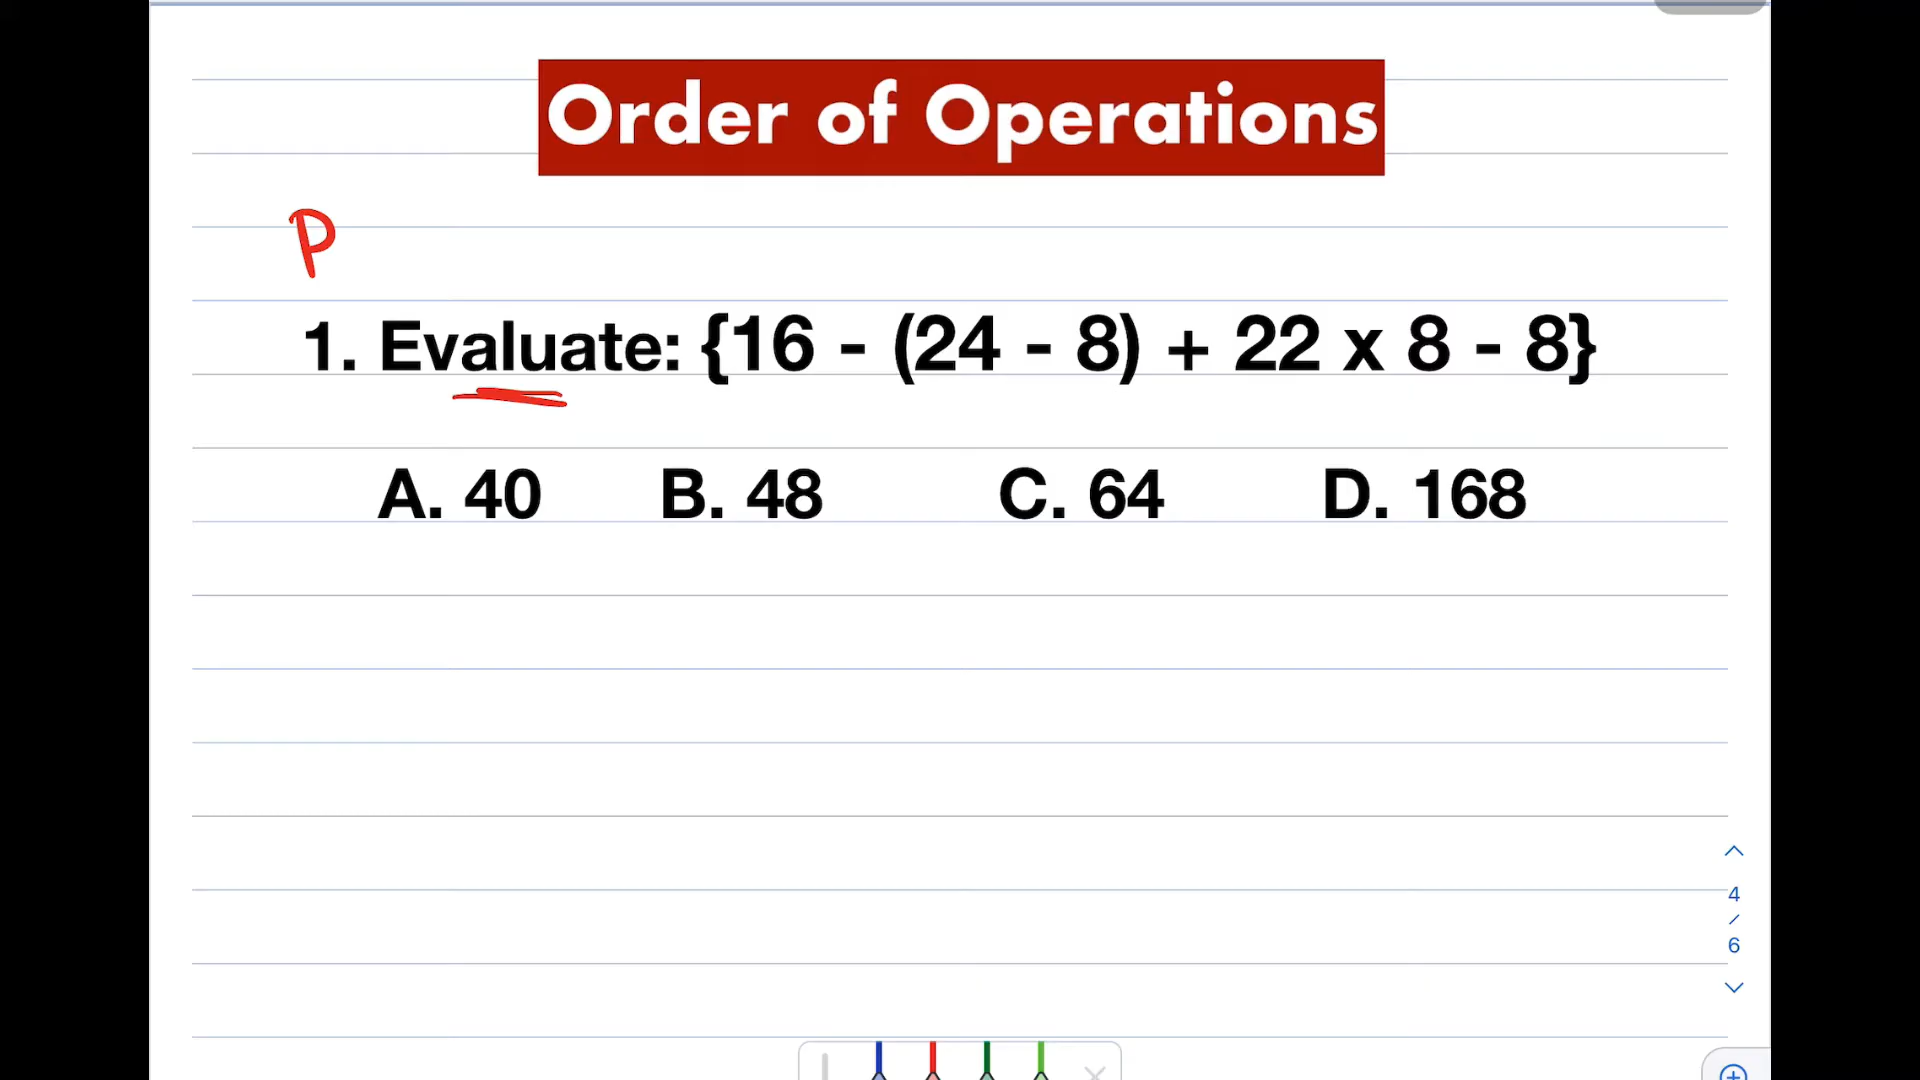 Order of Operations
P
1. Evaluate: {16 - (24 - 8) + 22 x 8 - 8}
A. 40 B. 48 C. 64 D. 168
4
/
6